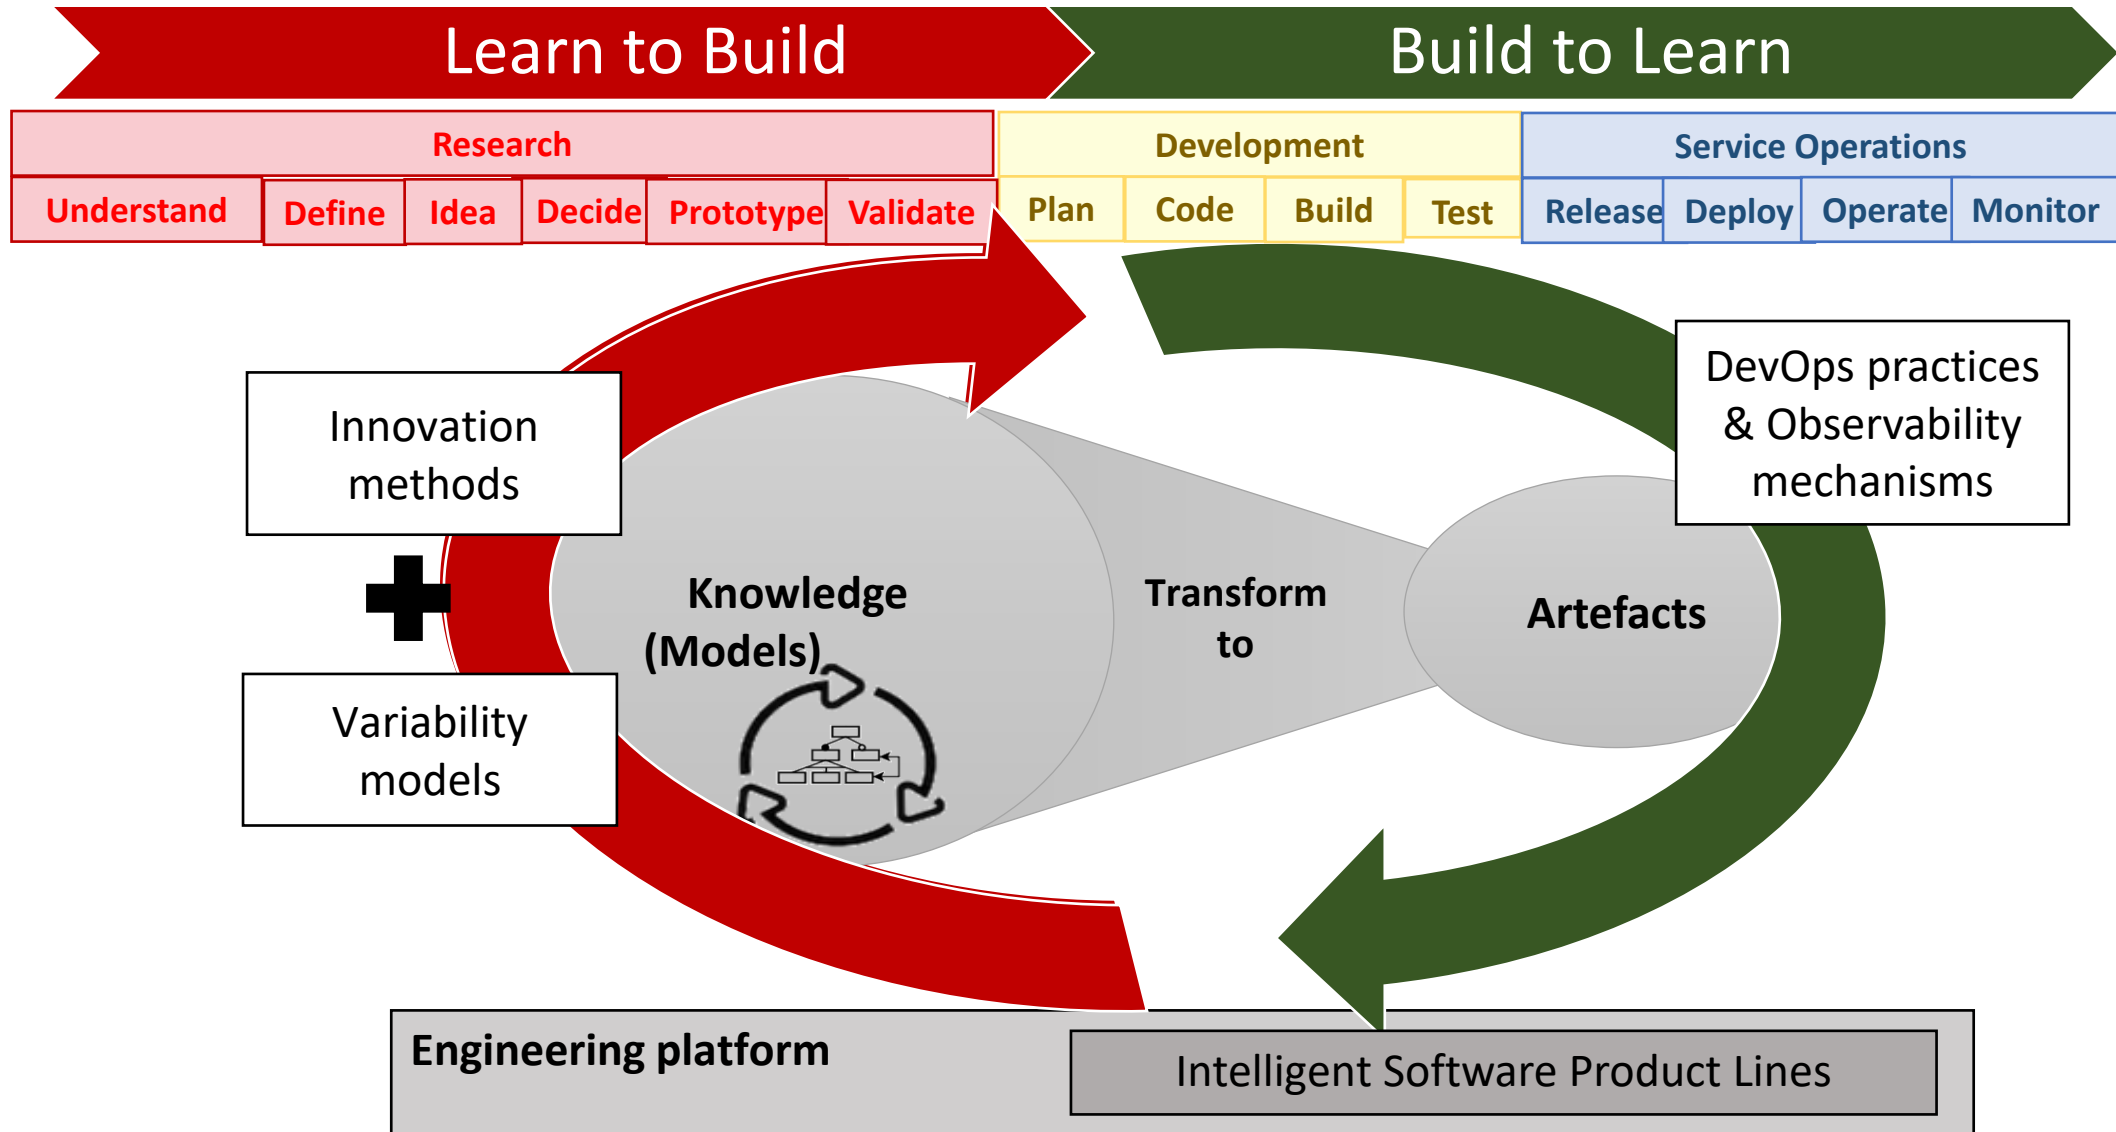 Learn to Build
Build to Learn
Research
Development
Service Operations
Understand
Define
Idea
Decide
Prototype
Validate
Plan
Code
Build
Test
Release
Deploy
Operate
Monitor
Innovation
methods
DevOps practices
& Observability
mechanisms
Knowledge
(Models)
Transform
to
Artefacts
Variability
models
Engineering platform
Intelligent Software Product Lines